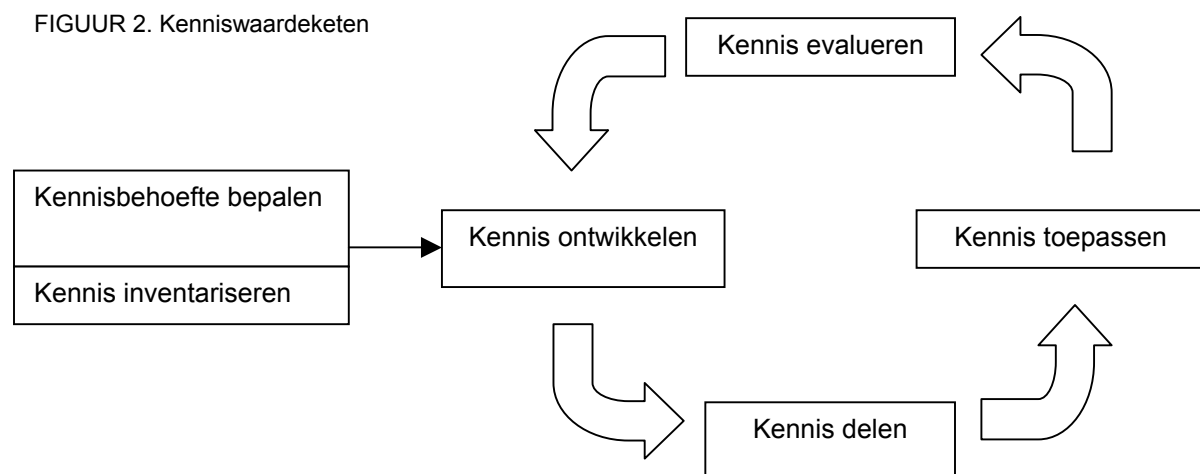 FIGUUR 2. Kenniswaardeketen
Kennis evalueren
Kennisbehoefte bepalen
Kennis inventariseren
Kennis ontwikkelen
Kennis toepassen
Kennis delen